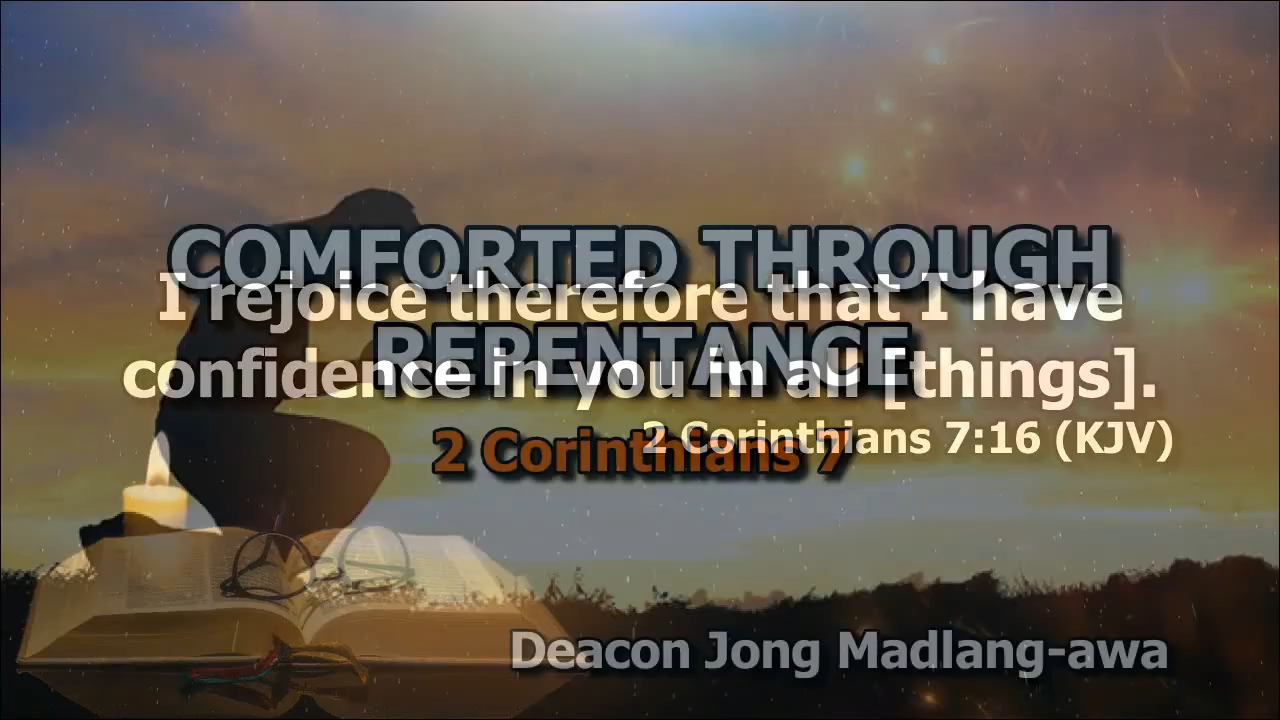 COMFORTED THROUGH
REPENTANCE
2 Corinthians 7
I rejoice therefore that I have
confidence in you in all [things].
2 Corinthians 7:16 (KJV)
Deacon Jong Madlang-awa